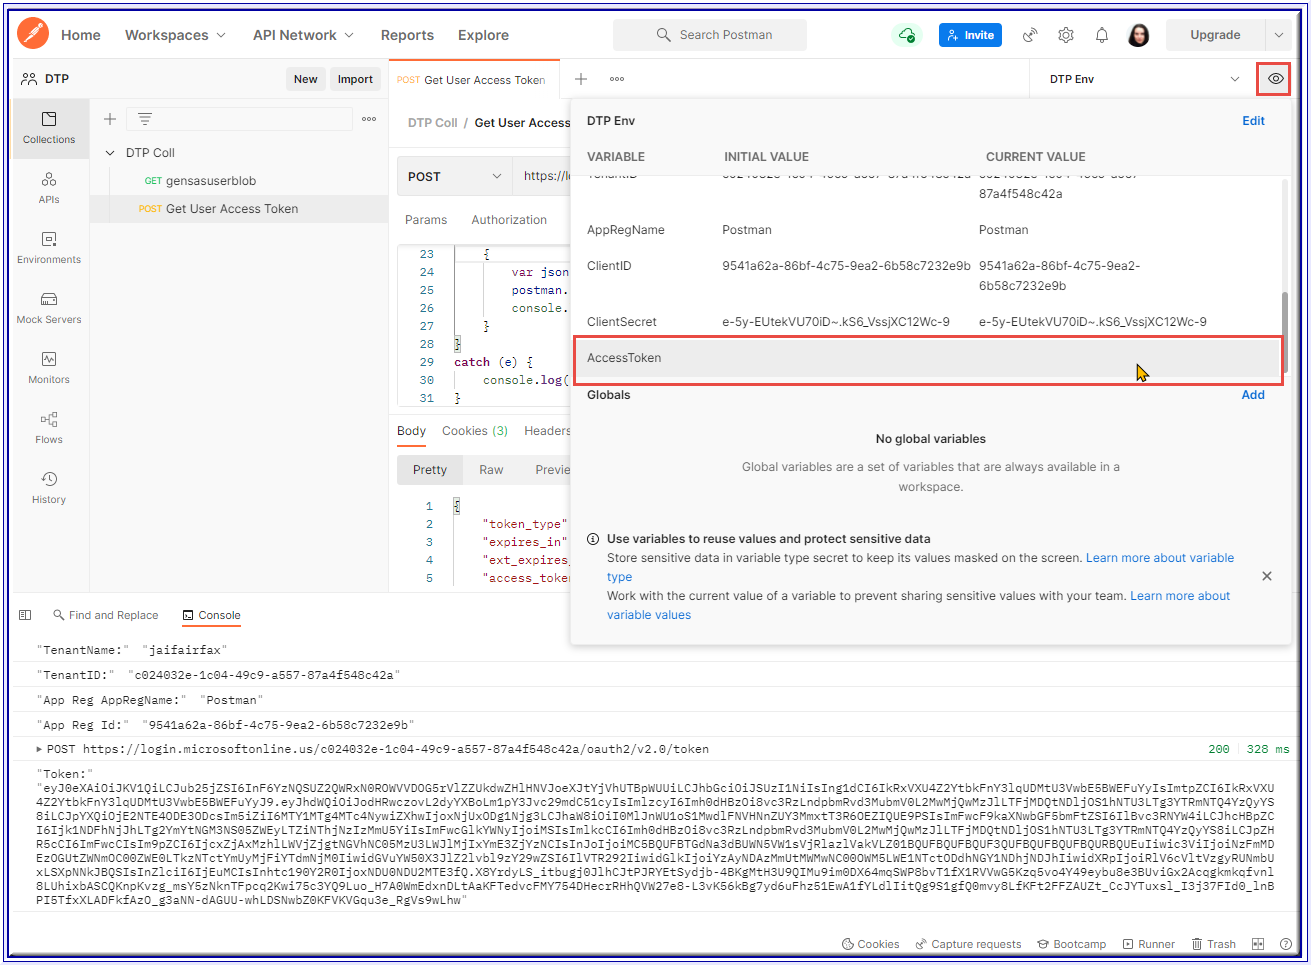 Home
Workspaces
API Network
Reports
Explore
Search Postman
Invite
Upgrade
DTP
New
Import
POST Get User Access Token
DTP Env
Collections
APIs
Environments
Mock Servers
Monitors
Flows
History
DTP Coll
GET gensasuserblob
POST Get User Access Token
DTP Coll / Get User Access
POST
https://l
Params
Authorization
23 {
24 var json
25 postman.
26 console.
27 }
28 }
29 catch (e) {
30 console.log(
31 }
Body
Cookies (3)
Headers
Pretty
Raw
Previe
1 {
2 "token_type"
3 "expires_in"
4 "ext_expires_
5 "access_token
DTP Env
Edit
VARIABLE INITIAL VALUE CURRENT VALUE
TenantID
87a4f548c42a
AppRegName Postman Postman
ClientID 9541a62a-86bf-4c75-9ea2-6b58c7232e9b 9541a62a-86bf-4c75-9ea2-
6b58c7232e9b
ClientSecret e-5y-EUtekVU70iD~.kS6_VssjXC12Wc-9 e-5y-EUtekVU70iD~.kS6_VssjXC12Wc-9
AccessToken
Globals
Add
No global variables
Global variables are a set of variables that are always available in a
workspace.
Use variables to reuse values and protect sensitive data
Store sensitive data in variable type secret to keep its values masked on the screen. Learn more about variable
type
Work with the current value of a variable to prevent sharing sensitive values with your team. Learn more about
variable values
Find and Replace
Console
"TenantName:" "jaifairfax"
"TenantID:" "c024032e-1c04-49c9-a557-87a4f548c42a"
"App Reg AppRegName:" "Postman"
"App Reg Id:" "9541a62a-86bf-4c75-9ea2-6b58c7232e9b"
POST https://login.microsoftonline.us/c024032e-1c04-49c9-a557-87a4f548c42a/oauth2/v2.0/token
200
328 ms
"Token:"
Cookies
Capture requests
Bootcamp
Runner
Trash